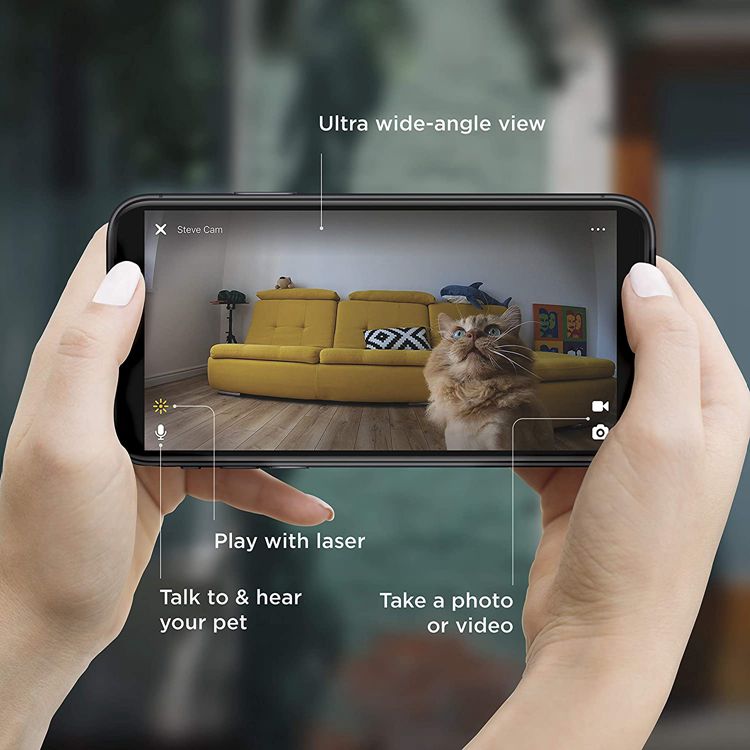 Ultra wide-angle view
Steve Cam
Play with laser
Talk to & hear
your pet
Take a photo
or video